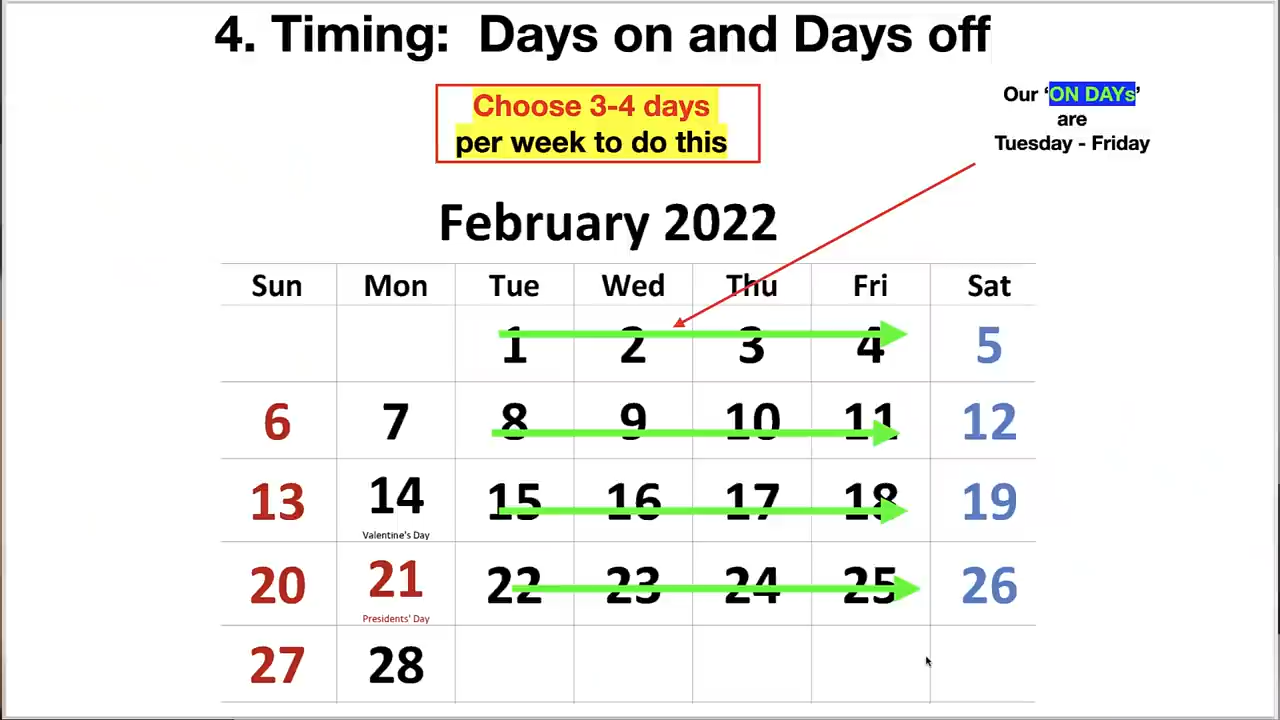 4. Timing:  Days on and Days off
Choose 3-4 days
per week to do this
Our ‘ON DAYs’
are
Tuesday - Friday
February 2022
Sun Mon Tue Wed Thu Fri Sat
1 2 3 4 5
6 7 8 9 10 11 12
13 14 15 16 17 18 19
Valentine's Day
20 21 22 23 24 25 26
Presidents' Day
27 28